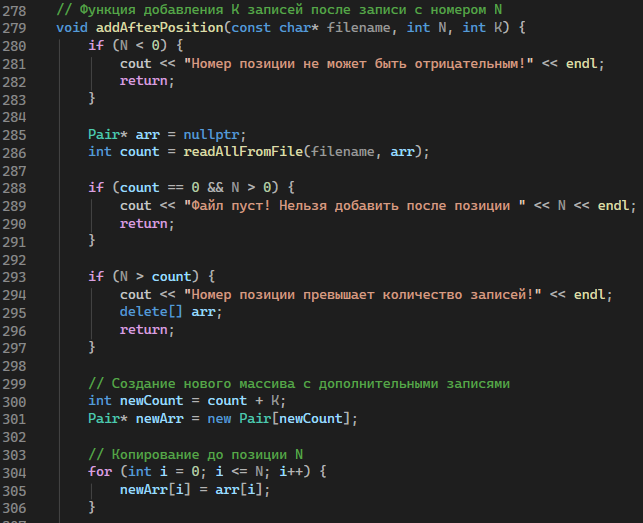 278 // Функция добавления K записей после записи с номером N
279 void addAfterPosition(const char* filename, int N, int K) {
280     if (N < 0) {
281         cout << "Номер позиции не может быть отрицательным!" << endl;
282         return;
283     }
284
285     Pair* arr = nullptr;
286     int count = readAllFromFile(filename, arr);
287
288     if (count == 0 && N > 0) {
289         cout << "Файл пуст! Нельзя добавить после позиции " << N << endl;
290         return;
291     }
292
293     if (N > count) {
294         cout << "Номер позиции превышает количество записей!" << endl;
295         delete[] arr;
296         return;
297     }
298
299     // Создание нового массива с дополнительными записями
300     int newCount = count + K;
301     Pair* newArr = new Pair[newCount];
302
303     // Копирование до позиции N
304     for (int i = 0; i <= N; i++) {
305         newArr[i] = arr[i];
306     }